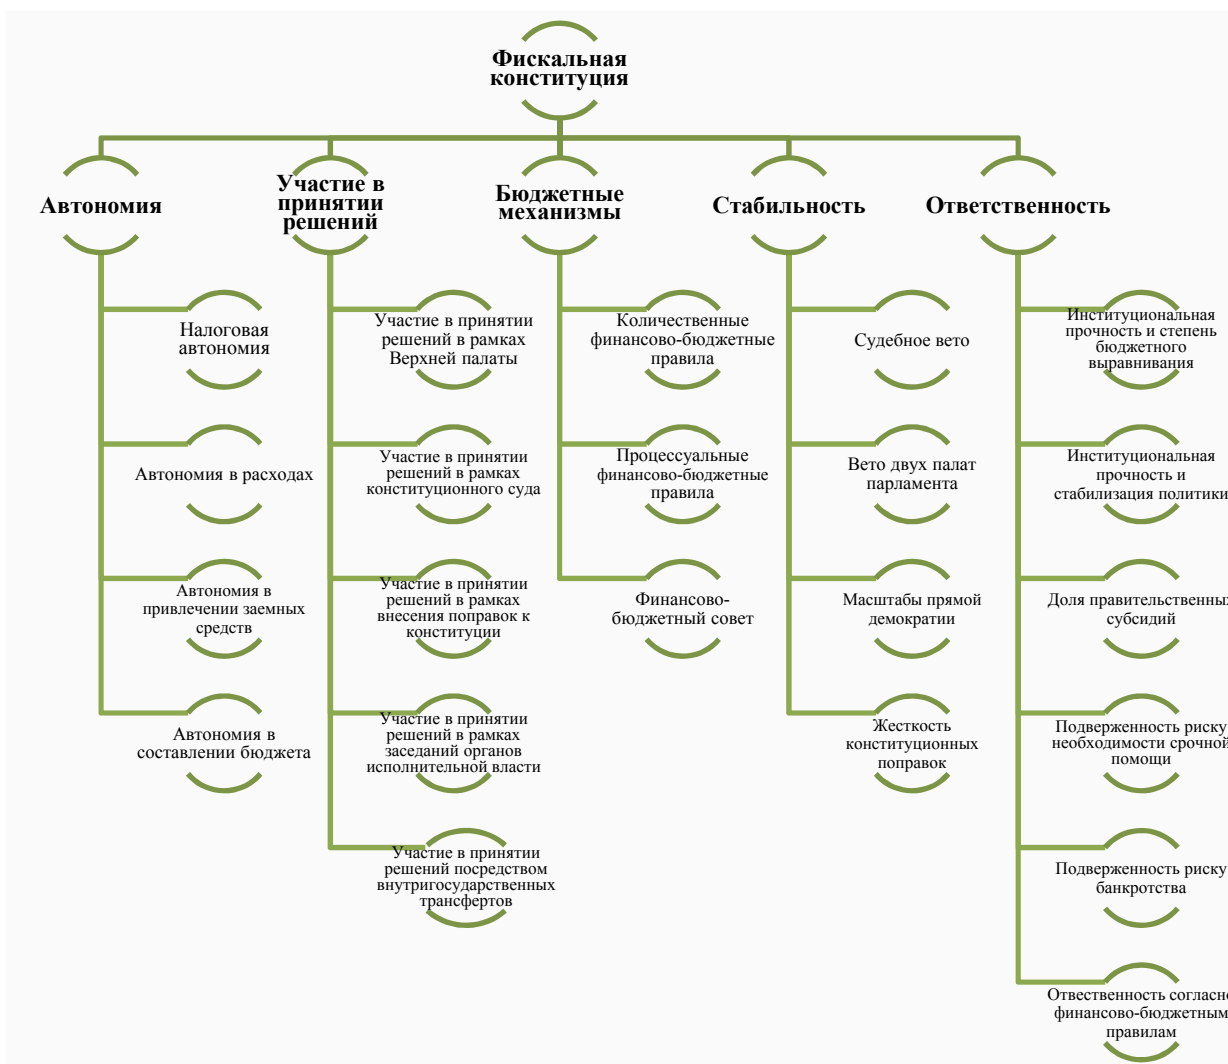 Фискальная
конституция
Автономия
Налоговая
автономия
Автономия в расходах
Автономия в
привлечении заемных
средств
Автономия в
составлении бюджета
Участие в
принятии
решений
Участие в принятии
решений в рамках
Верхней палаты
Участие в принятии
решений в рамках
конституционного суда
Участие в принятии
решений в рамках
внесения поправок к
конституции
Участие в принятии
решений в рамках
заседаний органов
исполнительной власти
Участие в принятии
решений посредством
внутригосударственных
трансфертов
Бюджетные
механизмы
Количественные
финансово-бюджетные
правила
Процессуальные
финансово-бюджетные
правила
Финансово-
бюджетный совет
Стабильность
Судебное вето
Вето двух палат
парламента
Масштабы прямой
демократии
Жесткость
конституционных
поправок
Ответственность
Институциональная
прочность и степень
бюджетного
выравнивания
Институциональная
прочность и
стабилизация политики
Доля правительственных
субсидий
Подверженность риску
необходимости срочной
помощи
Подверженность риску
банкротства
Отвественность согласно
финансово-бюджетным
правилам